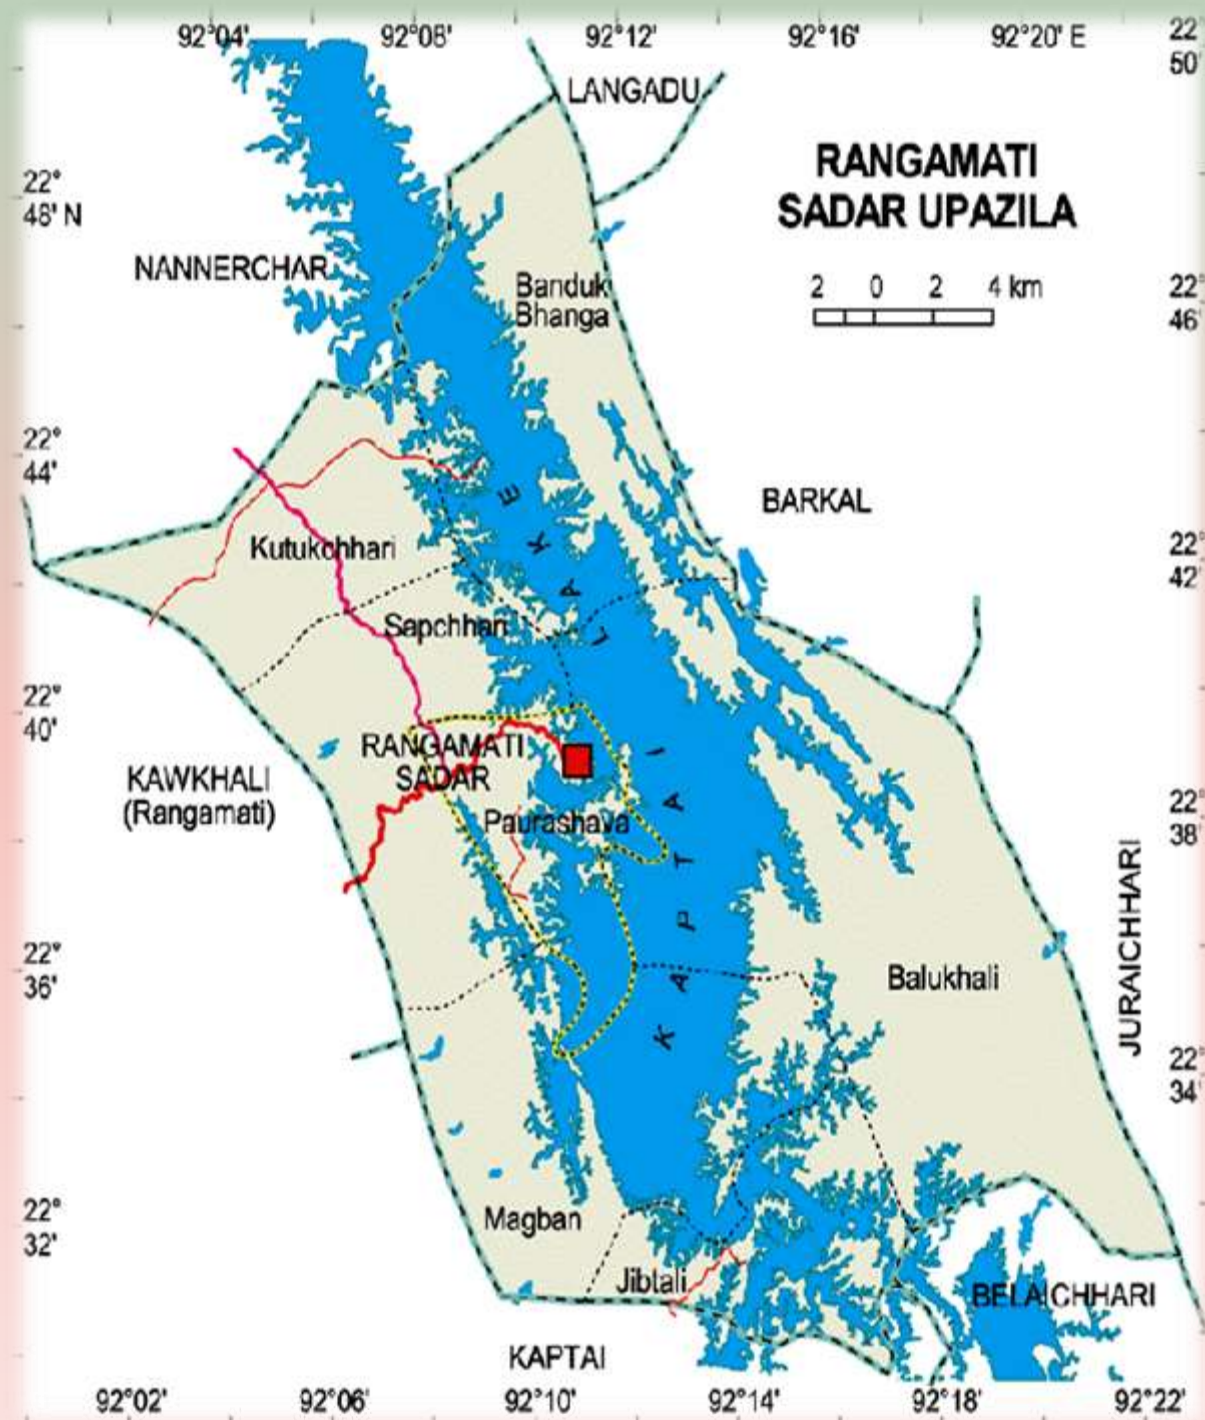 92°04' 92°08' 92°12' 92°16' 92°20' E 22°
50'
LANGADU
RANGAMATI
SADAR UPAZILA
22°
48' N
NANNERCHAR
Banduk
Bhanga
2 0 2 4 km
22°
46'
22°
44'
BARKAL
Kutukchhari
22°
42'
Sapchhari
KAPTAI LAKE
22°
40'
RANGAMATI
SADAR
KAWKHALI
(Rangamati)
Paurashava
22°
38'
JURAICHHARI
22°
36'
Balukhali
22°
34'
22°
32'
Magban
Jibtali
BELAICHHARI
KAPTAI
92°02' 92°06' 92°10' 92°14' 92°18' 92°22'